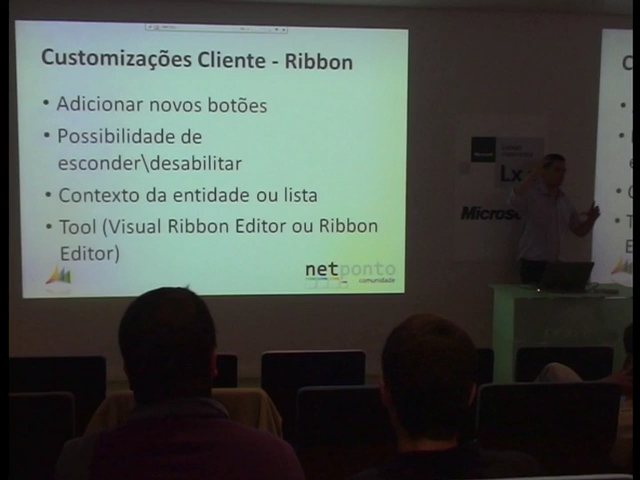 Customizações Cliente - Ribbon
• Adicionar novos botões
• Possibilidade de
esconder\desabilitar
• Contexto da entidade ou lista
• Tool (Visual Ribbon Editor ou Ribbon
Editor)
netponto
comunidade
Lx
Micros
C
•
•
e
• C
• T
E